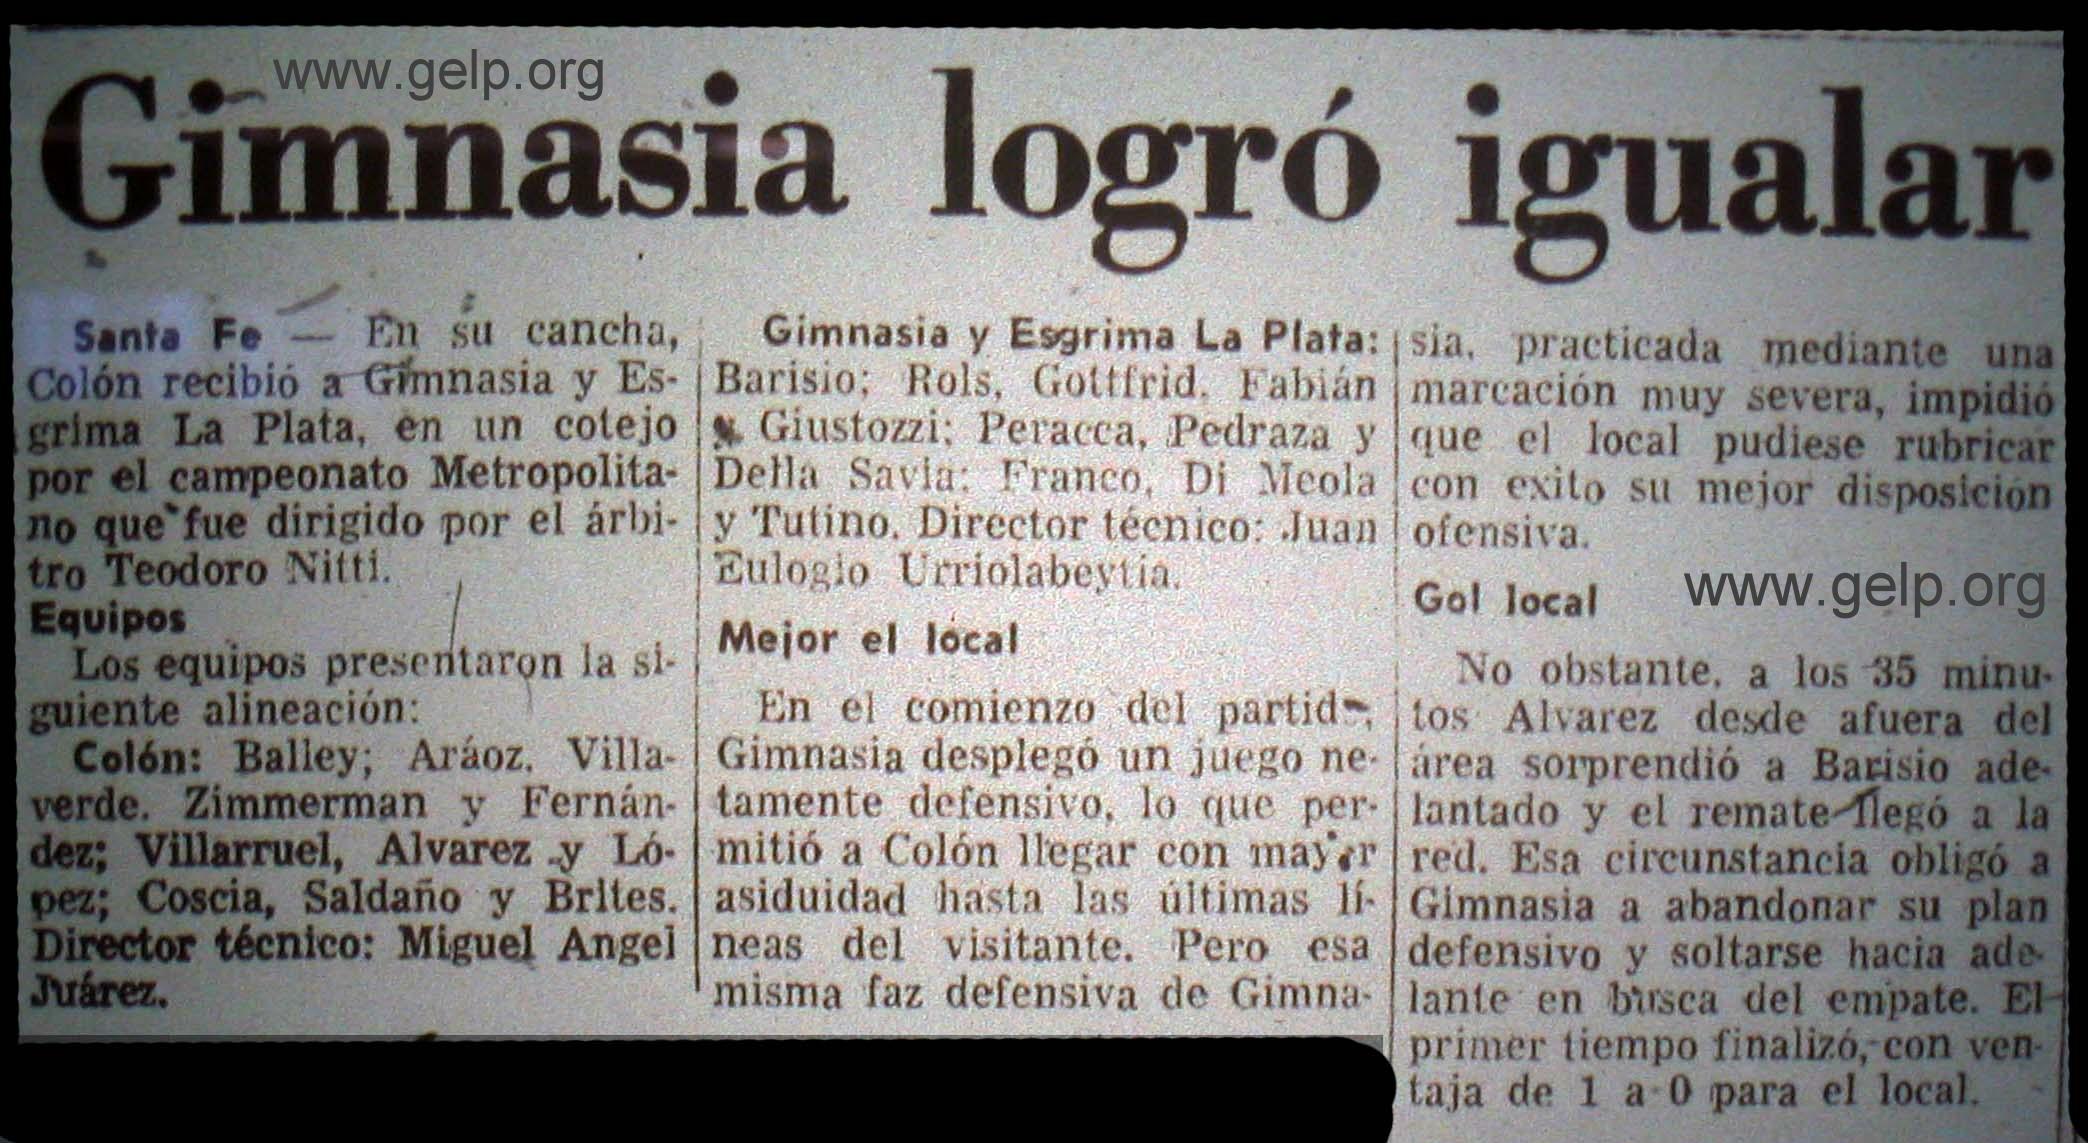 www.gelp.org
Gimnasia logró igualar
Santa Fe — En su cancha,
Colón recibió a Gimnasia y Es-
grima La Plata, en un cotejo
por el campeonato Metropolita-
no que fue dirigido por el árbi-
tro Teodoro Nitti.
Equipos
Los equipos presentaron la si-
guiente alineación:
Colón: Balley; Aráoz, Villa-
verde, Zimmerman y Fernán-
dez; Villarruel, Alvarez y Ló-
pez; Coscia, Saldaño y Brites.
Director técnico: Miguel Angel
Juárez.
Gimnasia y Esgrima La Plata:
Barisio; Rols, Gottfrid, Fabián
y Giustozzi; Peracca, Pedraza y
Della Savia; Franco, Di Meola
y Tutino. Director técnico: Juan
Eulogio Urriolabeytia.
Mejor el local
En el comienzo del partido,
Gimnasia desplegó un juego ne-
tamente defensivo, lo que per-
mitió a Colón llegar con mayor
asiduidad hasta las últimas lí-
neas del visitante. Pero esa
misma faz defensiva de Gimna-
sia, practicada mediante una
marcación muy severa, impidió
que el local pudiese rubricar
con exito su mejor disposición
ofensiva.
Gol local
www.gelp.org
No obstante, a los 35 minu-
tos Alvarez desde afuera del
área sorprendió a Barisio ade-
lantado y el remate llegó a la
red. Esa circunstancia obligó a
Gimnasia a abandonar su plan
defensivo y soltarse hacia ade-
lante en busca del empate. El
primer tiempo finalizó, con ven-
taja de 1 a 0 para el local.